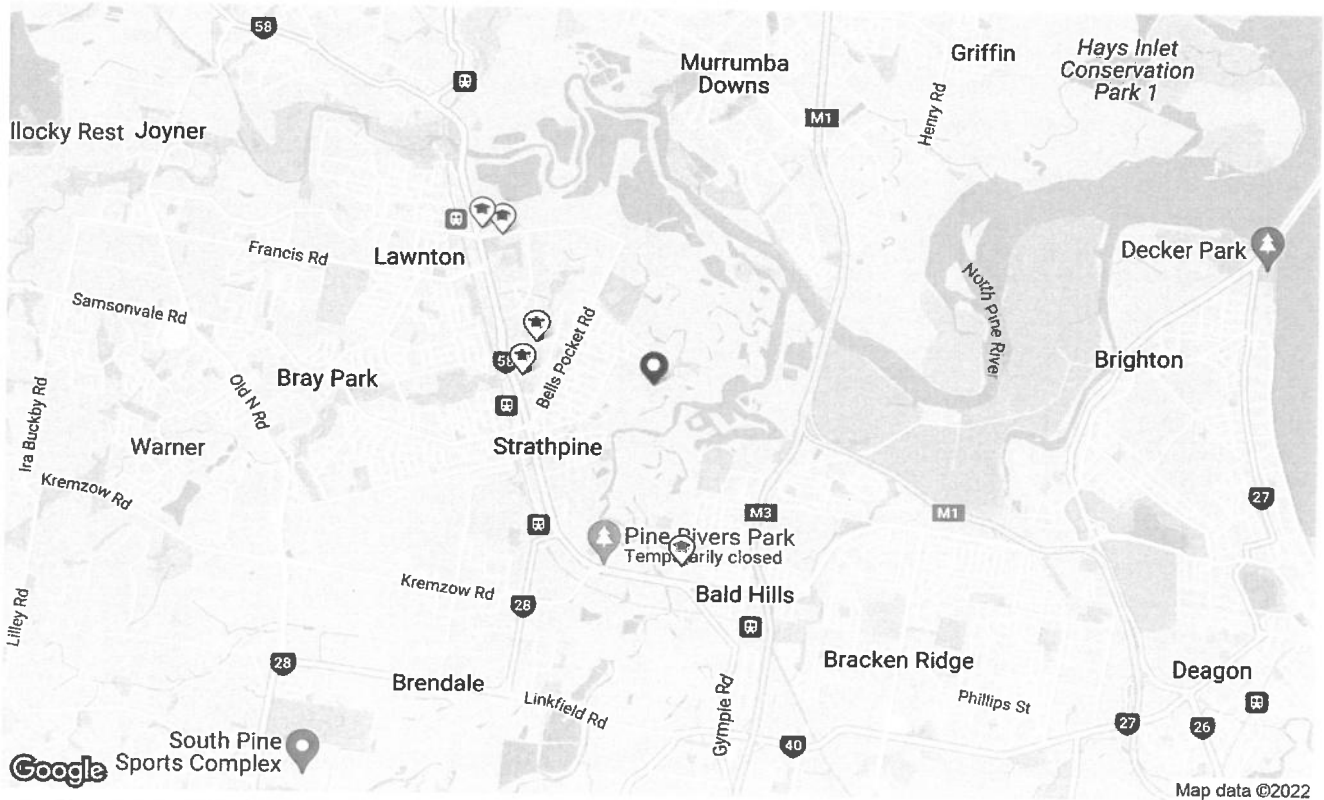 58
Murrumba
Downs
Griffin
Hays Inlet
Conservation
Park 1
M1
Henry Rd
llocky Rest
Joyner
Francis Rd
Lawnton
Decker Park
Samsonvale Rd
North Pine River
Bells Pocket Rd
58
Brighton
Bray Park
Old N Rd
Ira Buckby Rd
Warner
Strathpine
Kremzow Rd
27
M3
M1
Pine Rivers Park
Temporarily closed
Kremzow Rd
28
Bald Hills
Lilley Rd
28
Bracken Ridge
Deagon
Brendale
Linkfield Rd
Gympie Rd
Phillips St
27
26
40
South Pine
Sports Complex
Google
Map data ©2022